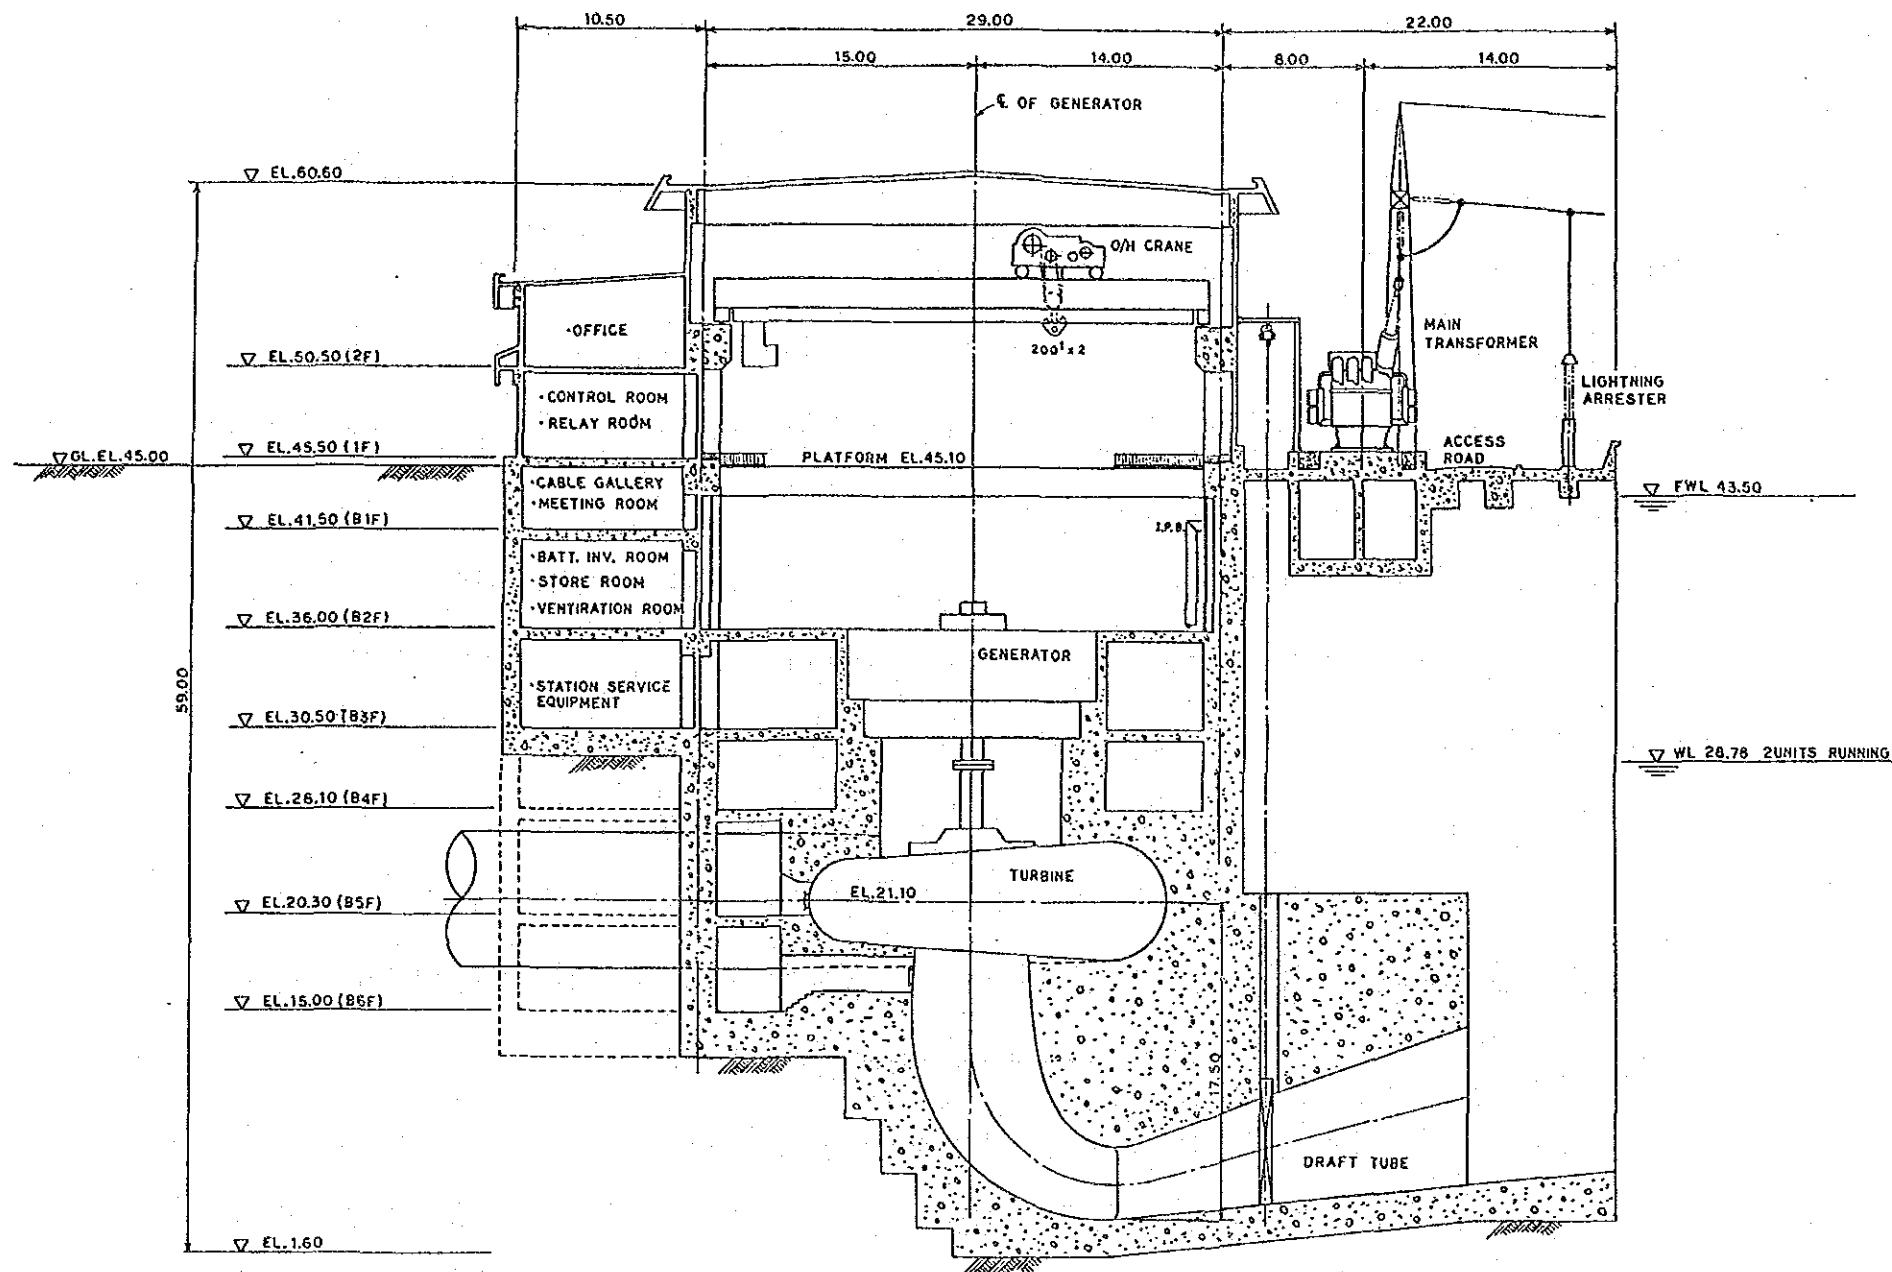 10.50
29.00
22.00
15.00
14.00
8.00
14.00
℄ OF GENERATOR
EL.60.60
O/H CRANE
OFFICE
200ᵗ x 2
MAIN
TRANSFORMER
EL.50.50 (2F)
LIGHTNING
ARRESTER
CONTROL ROOM
RELAY ROOM
EL.45.50 (1F)
GL.EL.45.00
PLATFORM EL.45.10
ACCESS
ROAD
CABLE GALLERY
MEETING ROOM
FWL 43.50
EL.41.50 (B1F)
I.P.B.
BATT. INV. ROOM
STORE ROOM
VENTIRATION ROOM
EL.36.00 (B2F)
GENERATOR
59.00
STATION SERVICE
EQUIPMENT
EL.30.50 (B3F)
WL 28.78 2UNITS RUNNING
EL.26.10 (B4F)
TURBINE
EL.21.10
EL.20.30 (B5F)
EL.15.00 (B6F)
17.50
DRAFT TUBE
EL.1.60